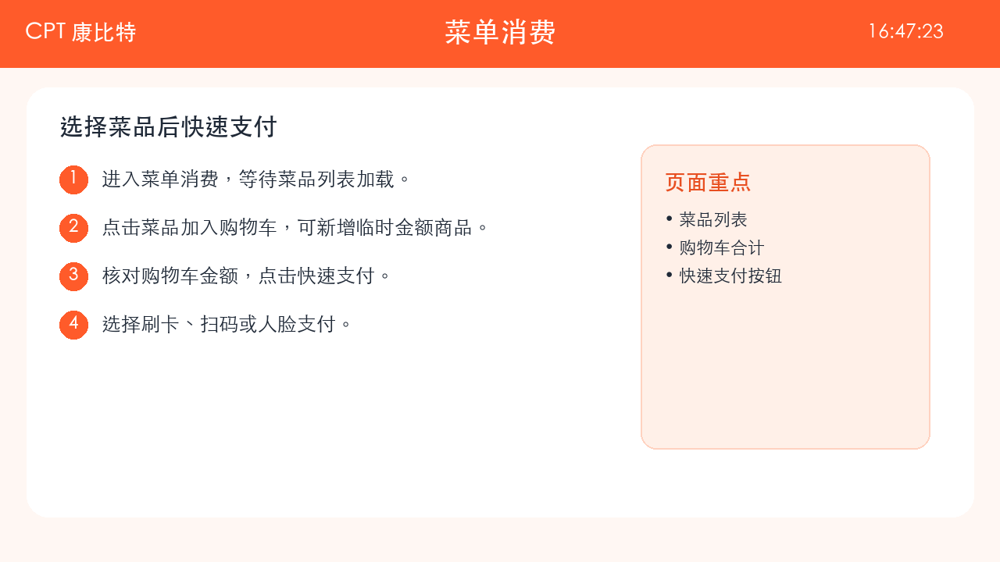 CPT 康比特
菜单消费
16:47:23
选择菜品后快速支付
1 进入菜单消费，等待菜品列表加载。
2 点击菜品加入购物车，可新增临时金额商品。
3 核对购物车金额，点击快速支付。
4 选择刷卡、扫码或人脸支付。
页面重点
• 菜品列表
• 购物车合计
• 快速支付按钮